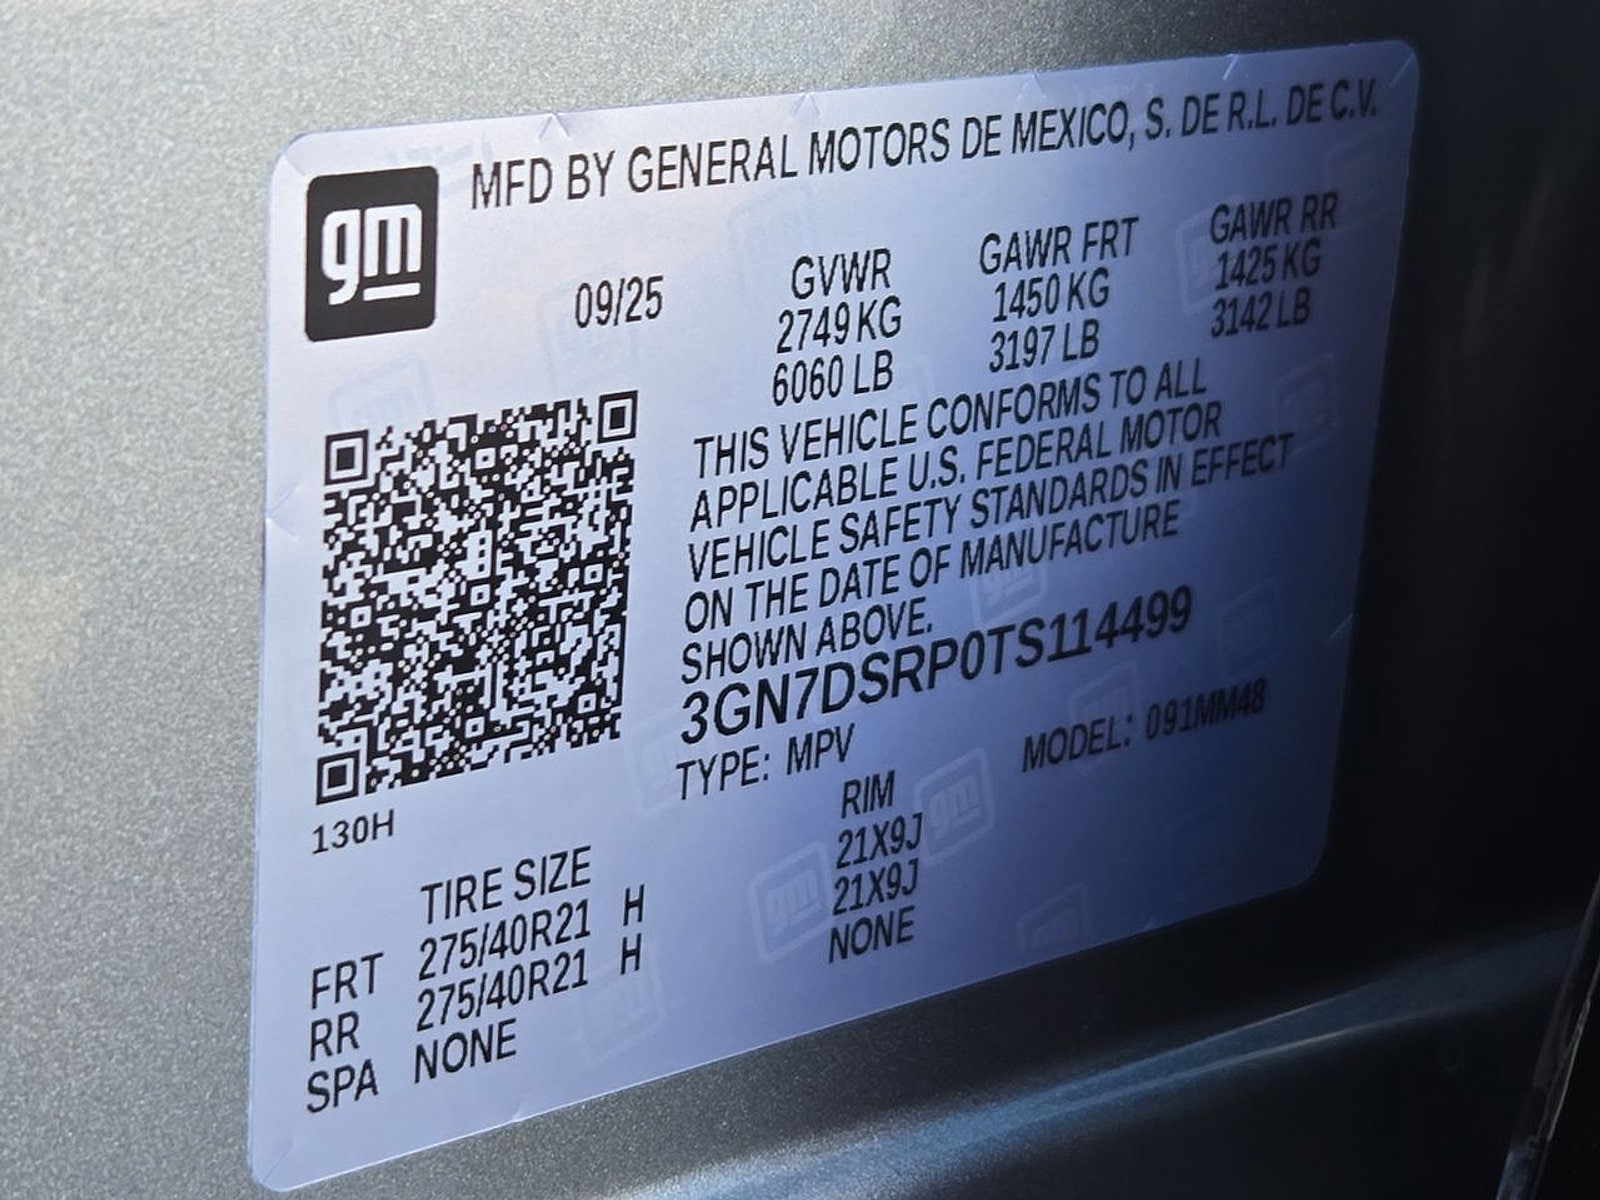 gm
MFD BY GENERAL MOTORS DE MEXICO, S. DE R.L. DE C.V.
09/25
GVWR GAWR FRT GAWR RR
2749 KG 1450 KG 1425 KG
6060 LB 3197 LB 3142 LB
THIS VEHICLE CONFORMS TO ALL
APPLICABLE U.S. FEDERAL MOTOR
VEHICLE SAFETY STANDARDS IN EFFECT
ON THE DATE OF MANUFACTURE
SHOWN ABOVE.
3GN7DSRP0TS114499
TYPE: MPV MODEL: 091MM48
130H
TIRE SIZE RIM
FRT 275/40R21 H 21X9J
RR 275/40R21 H 21X9J
SPA NONE NONE